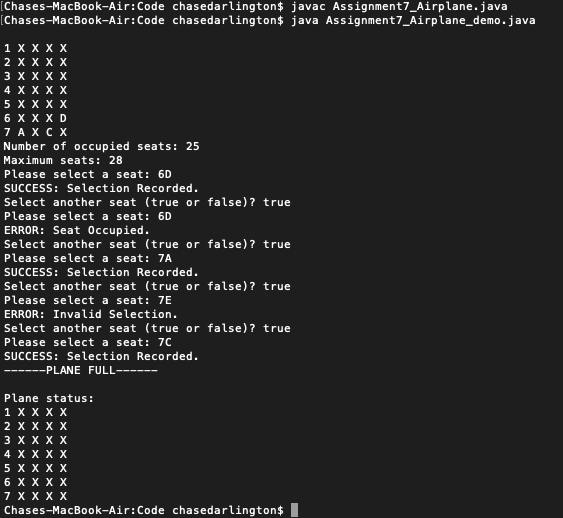 [Chases-MacBook-Air:Code chasedarlington$ javac Assignment7_Airplane.java
[Chases-MacBook-Air:Code chasedarlington$ java Assignment7_Airplane_demo.java
1 X X X X
2 X X X X
3 X X X X
4 X X X X
5 X X X X
6 X X X D
7 A X C X
Number of occupied seats: 25
Maximum seats: 28
Please select a seat: 6D
SUCCESS: Selection Recorded.
Select another seat (true or false)? true
Please select a seat: 6D
ERROR: Seat Occupied.
Select another seat (true or false)? true
Please select a seat: 7A
SUCCESS: Selection Recorded.
Select another seat (true or false)? true
Please select a seat: 7E
ERROR: Invalid Selection.
Select another seat (true or false)? true
Please select a seat: 7C
SUCCESS: Selection Recorded.
------PLANE FULL------
Plane status:
1 X X X X
2 X X X X
3 X X X X
4 X X X X
5 X X X X
6 X X X X
7 X X X X
Chases-MacBook-Air:Code chasedarlington$